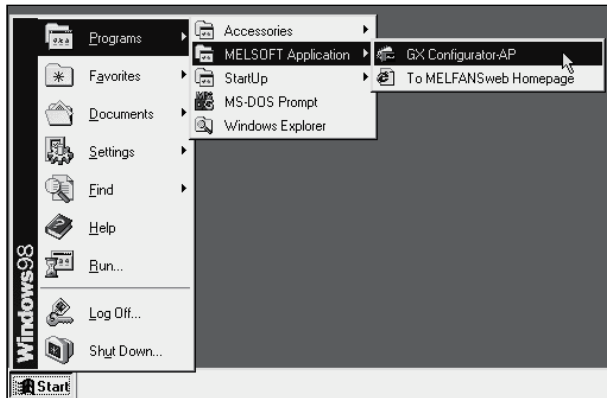 Programs
Favorites
Documents
Settings
Find
Help
Run...
Log Off...
Shut Down...
Windows98
Start
Accessories
MELSOFT Application
StartUp
MS-DOS Prompt
Windows Explorer
GX Configurator-AP
To MELFANSweb Homepage